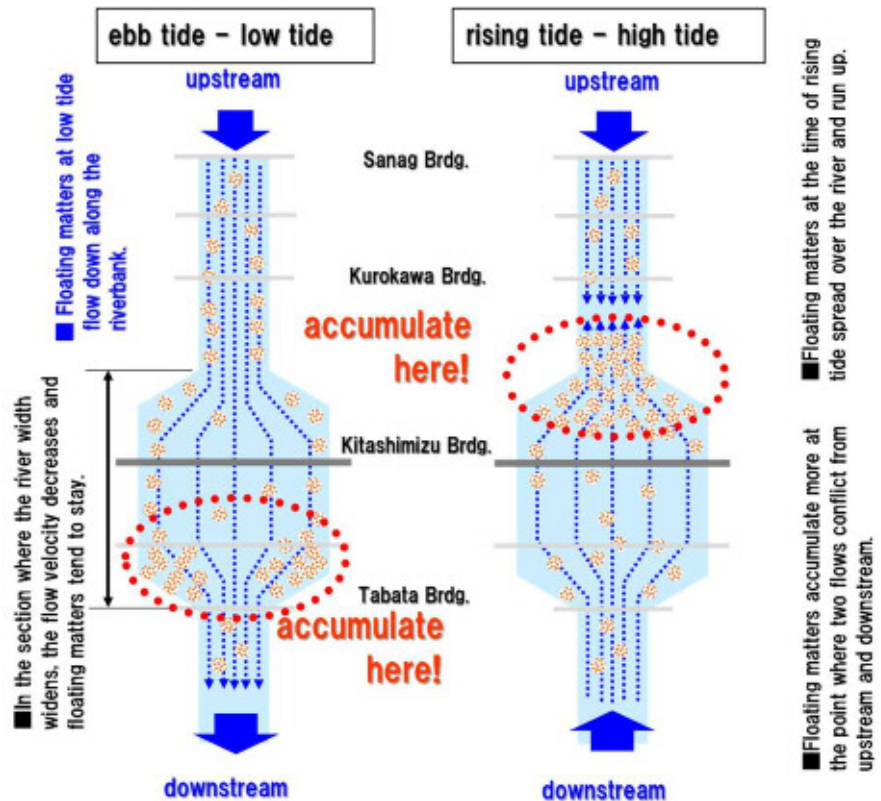 ebb tide – low tide
rising tide – high tide
upstream
upstream
■ Floating matters at low tide
flow down along the
riverbank.
■In the section where the river width
widens, the flow velocity decreases and
floating matters tend to stay.
Sanag Brdg.
Kurokawa Brdg.
accumulate
here!
Kitashimizu Brdg.
Tabata Brdg.
accumulate
here!
downstream
downstream
■Floating matters at the time of rising
tide spread over the river and run up.
■Floating matters accumulate more at
the point where two flows conflict from
upstream and downstream.